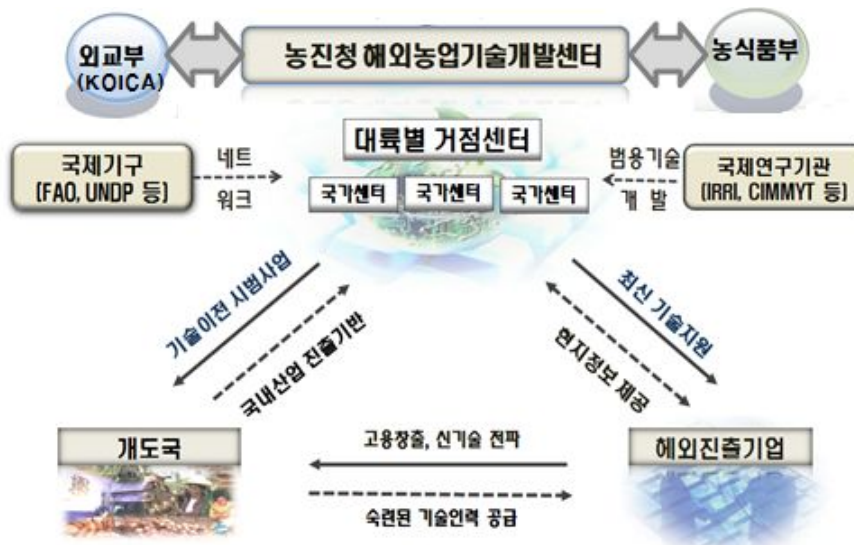 외교부
(KOICA)
농진청 해외농업기술개발센터
농식품부
대륙별 거점센터
국제기구
(FAO, UNDP 등)
네트
워크
국가센터
국가센터
국가센터
범용기술
개 발
국제연구기관
(IRRI, CIMMYT 등)
기술이전 시범사업
국내산업 진출기반
최신 기술지원
현지정보 제공
개도국
고용창출, 신기술 전파
숙련된 기술인력 공급
해외진출기업